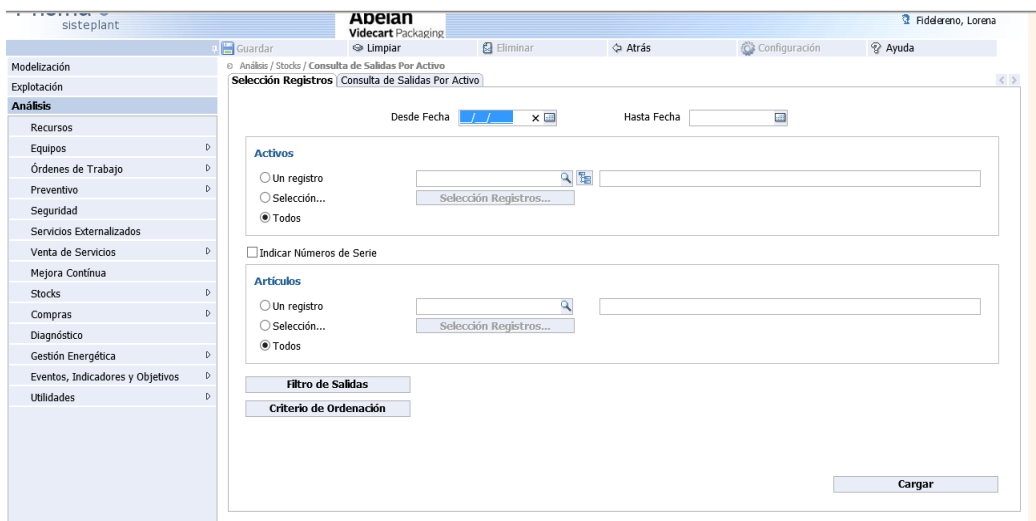 sisteplant
Abelan
Videcart Packaging
Fidelereno, Lorena
Guardar
Limpiar
Eliminar
Atrás
Configuración
Ayuda
Modelización
Explotación
Análisis
Recursos
Equipos
Órdenes de Trabajo
Preventivo
Seguridad
Servicios Externalizados
Venta de Servicios
Mejora Contínua
Stocks
Compras
Diagnóstico
Gestión Energética
Eventos, Indicadores y Objetivos
Utilidades
Análisis / Stocks / Consulta de Salidas Por Activo
Selección Registros
Consulta de Salidas Por Activo
Desde Fecha
_/_/____
Hasta Fecha
Activos
Un registro
Selección...
Selección Registros...
Todos
Indicar Números de Serie
Artículos
Un registro
Selección...
Selección Registros...
Todos
Filtro de Salidas
Criterio de Ordenación
Cargar